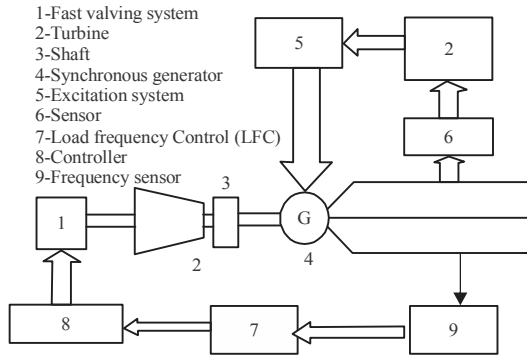 1-Fast valving system
2-Turbine
3-Shaft
4-Synchronous generator
5-Excitation system
6-Sensor
7-Load frequency Control (LFC)
8-Controller
9-Frequency sensor
5
2
6
3
1
G
2
4
8
7
9